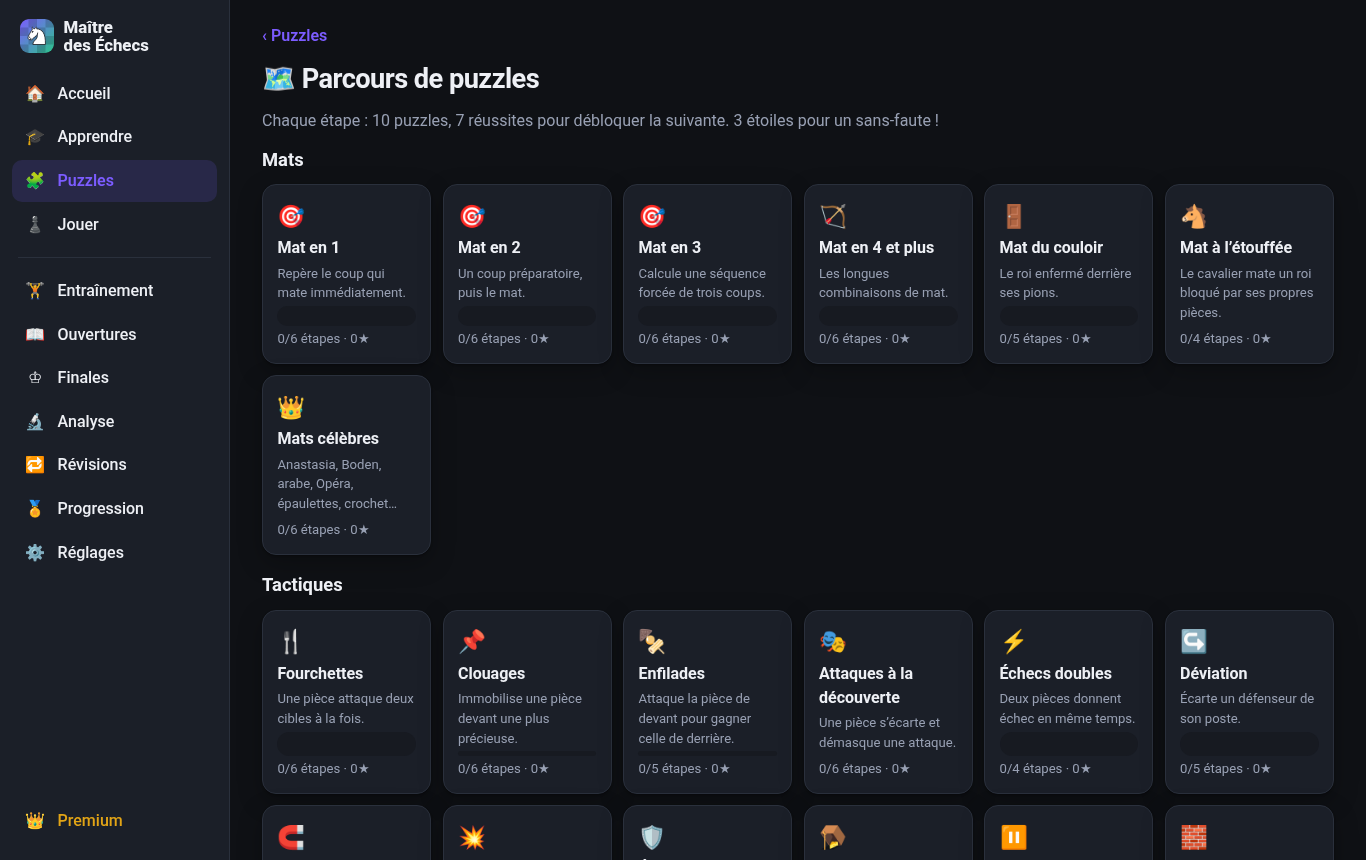 Maître
des Échecs
Accueil
Apprendre
Puzzles
Jouer
Entraînement
Ouvertures
Finales
Analyse
Révisions
Progression
Réglages
Premium
‹ Puzzles
Parcours de puzzles
Chaque étape : 10 puzzles, 7 réussites pour débloquer la suivante. 3 étoiles pour un sans-faute !
Mats
Mat en 1
Repère le coup qui
mate immédiatement.
0/6 étapes · 0★
Mat en 2
Un coup préparatoire,
puis le mat.
0/6 étapes · 0★
Mat en 3
Calcule une séquence
forcée de trois coups.
0/6 étapes · 0★
Mat en 4 et plus
Les longues
combinaisons de mat.
0/6 étapes · 0★
Mat du couloir
Le roi enfermé derrière
ses pions.
0/5 étapes · 0★
Mat à l’étouffée
Le cavalier mate un roi
bloqué par ses propres
pièces.
0/4 étapes · 0★
Mats célèbres
Anastasia, Boden,
arabe, Opéra,
épaulettes, crochet…
0/6 étapes · 0★
Tactiques
Fourchettes
Une pièce attaque deux
cibles à la fois.
0/6 étapes · 0★
Clouages
Immobilise une pièce
devant une plus
précieuse.
0/6 étapes · 0★
Enfilades
Attaque la pièce de
devant pour gagner
celle de derrière.
0/5 étapes · 0★
Attaques à la
découverte
Une pièce s’écarte et
démasque une attaque.
0/6 étapes · 0★
Échecs doubles
Deux pièces donnent
échec en même temps.
0/4 étapes · 0★
Déviation
Écarte un défenseur de
son poste.
0/5 étapes · 0★